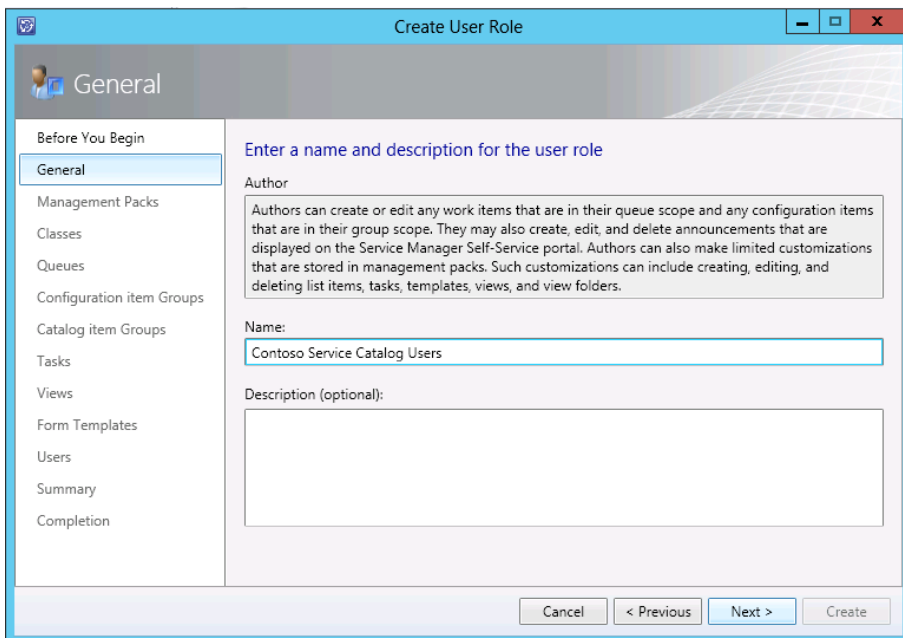 Create User Role
General
Before You Begin
General
Management Packs
Classes
Queues
Configuration item Groups
Catalog item Groups
Tasks
Views
Form Templates
Users
Summary
Completion
Enter a name and description for the user role
Author
Authors can create or edit any work items that are in their queue scope and any configuration items
that are in their group scope. They may also create, edit, and delete announcements that are
displayed on the Service Manager Self-Service portal. Authors can also make limited customizations
that are stored in management packs. Such customizations can include creating, editing, and
deleting list items, tasks, templates, views, and view folders.
Name:
Contoso Service Catalog Users
Description (optional):
Cancel
< Previous
Next >
Create